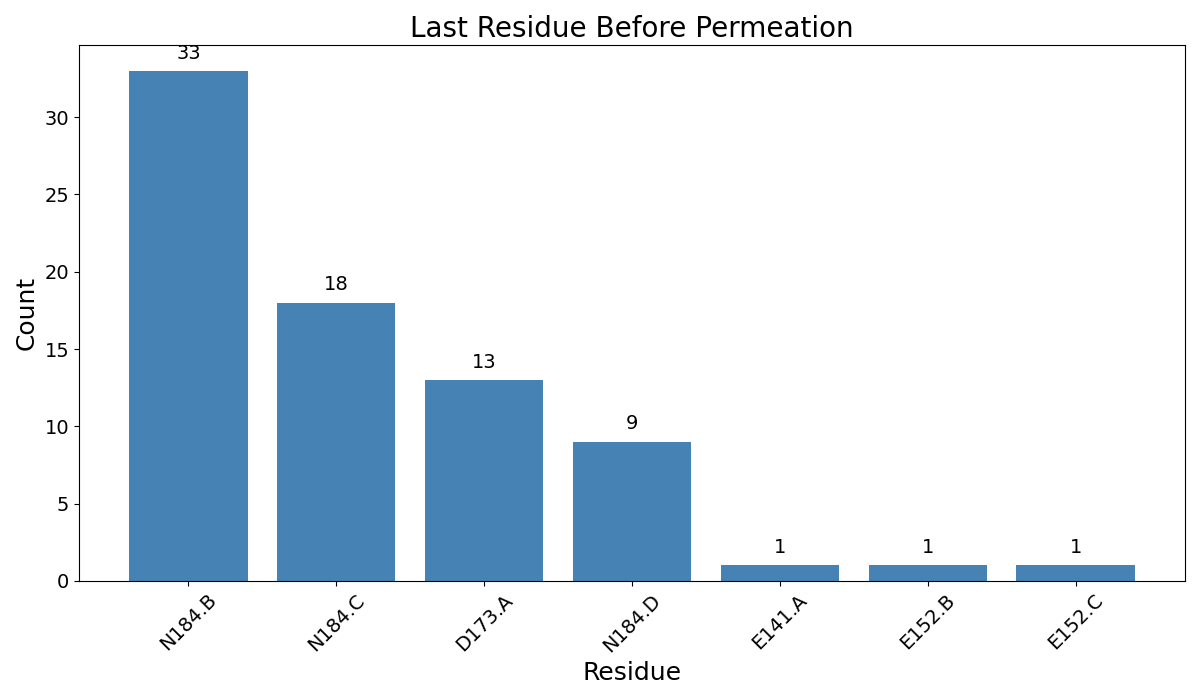 Last Residue Before Permeation
33
18
13
9
1
1
1
30
25
20
15
10
5
0
Count
N184.B
N184.C
D173.A
N184.D
E141.A
E152.B
E152.C
Residue